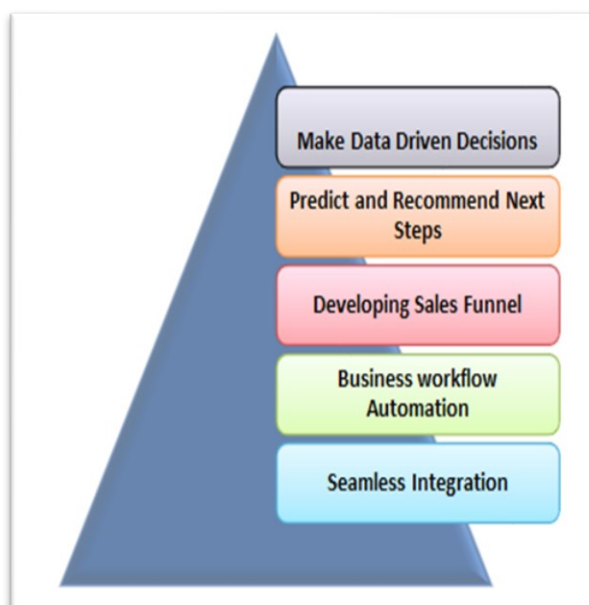 Make Data Driven Decisions
Predict and Recommend Next
Steps
Developing Sales Funnel
Business workflow
Automation
Seamless Integration